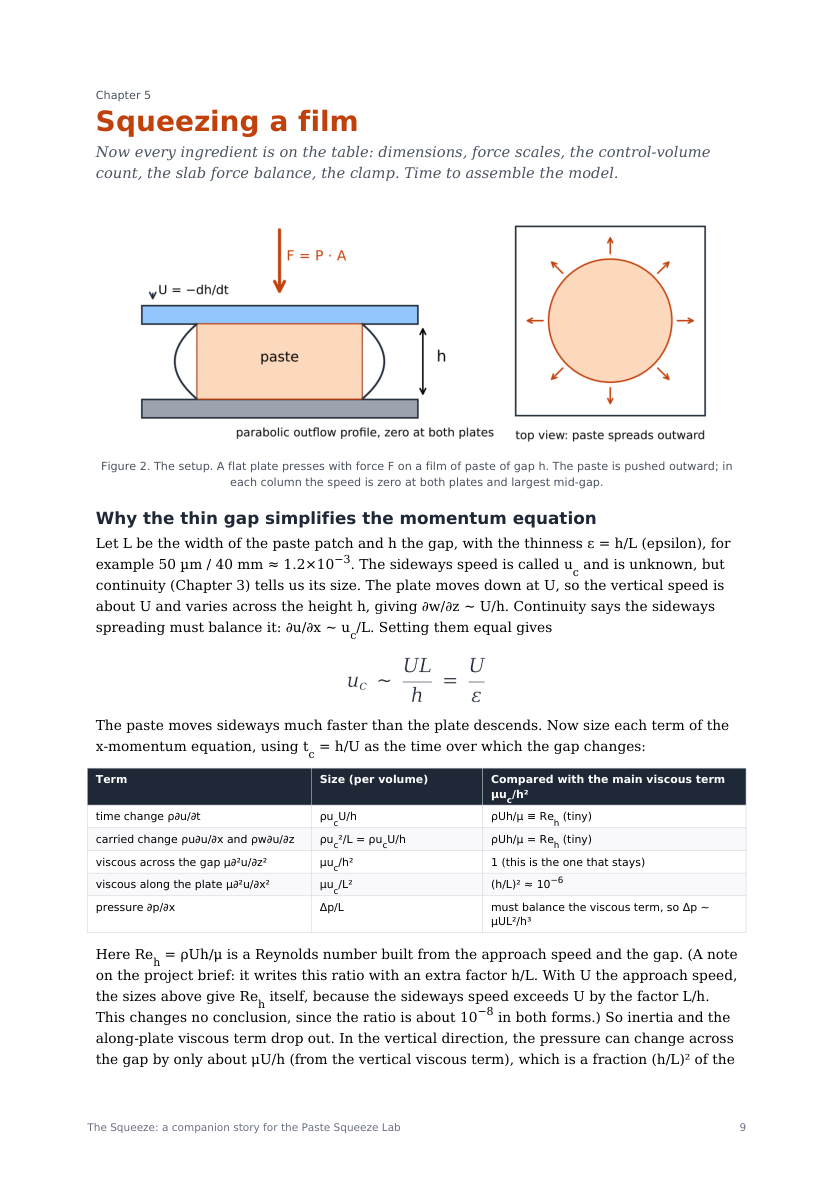 Chapter 5
Squeezing a film
Now every ingredient is on the table: dimensions, force scales, the control-volume
count, the slab force balance, the clamp. Time to assemble the model.
F = P · A
U = −dh/dt
paste
h
parabolic outflow profile, zero at both plates
top view: paste spreads outward
Figure 2. The setup. A flat plate presses with force F on a film of paste of gap h. The paste is pushed outward; in
each column the speed is zero at both plates and largest mid-gap.
Why the thin gap simplifies the momentum equation
Let L be the width of the paste patch and h the gap, with the thinness ε = h/L (epsilon), for
example 50 µm / 40 mm ≈ 1.2×10⁻³. The sideways speed is called u_c and is unknown, but
continuity (Chapter 3) tells us its size. The plate moves down at U, so the vertical speed is
about U and varies across the height h, giving ∂w/∂z ~ U/h. Continuity says the sideways
spreading must balance it: ∂u/∂x ~ u_c/L. Setting them equal gives
u_c ~ UL/h = U/ε
The paste moves sideways much faster than the plate descends. Now size each term of the
x-momentum equation, using t_c = h/U as the time over which the gap changes:
Term Size (per volume) Compared with the main viscous term
µu_c/h²
time change ρ∂u/∂t ρu_cU/h ρUh/µ ≡ Re_h (tiny)
carried change ρu∂u/∂x and ρw∂u/∂z ρu_c²/L = ρu_cU/h ρUh/µ = Re_h (tiny)
viscous across the gap µ∂²u/∂z² µu_c/h² 1 (this is the one that stays)
viscous along the plate µ∂²u/∂x² µu_c/L² (h/L)² ≈ 10⁻⁶
pressure ∂p/∂x Δp/L must balance the viscous term, so Δp ~
µUL²/h³
Here Re_h = ρUh/µ is a Reynolds number built from the approach speed and the gap. (A note
on the project brief: it writes this ratio with an extra factor h/L. With U the approach speed,
the sizes above give Re_h itself, because the sideways speed exceeds U by the factor L/h.
This changes no conclusion, since the ratio is about 10⁻⁸ in both forms.) So inertia and the
along-plate viscous term drop out. In the vertical direction, the pressure can change across
the gap by only about µU/h (from the vertical viscous term), which is a fraction (h/L)² of the
The Squeeze: a companion story for the Paste Squeeze Lab 9